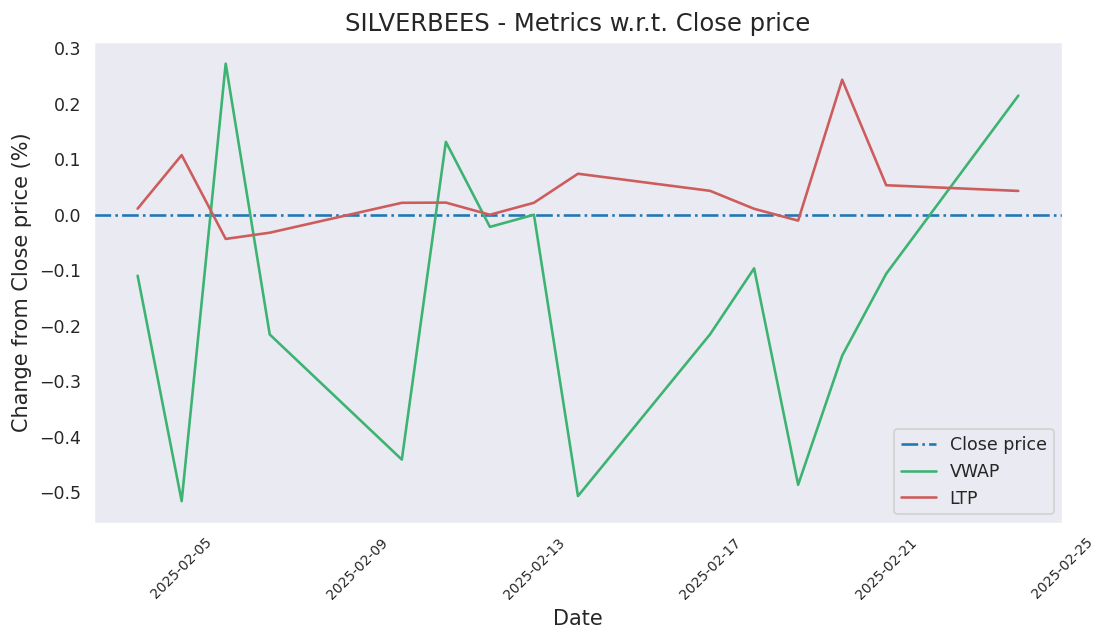 SILVERBEES - Metrics w.r.t. Close price
Change from Close price (%)
0.3
0.2
0.1
0.0
−0.1
−0.2
−0.3
−0.4
−0.5
Close price
VWAP
LTP
2025-02-05
2025-02-09
2025-02-13
2025-02-17
2025-02-21
2025-02-25
Date